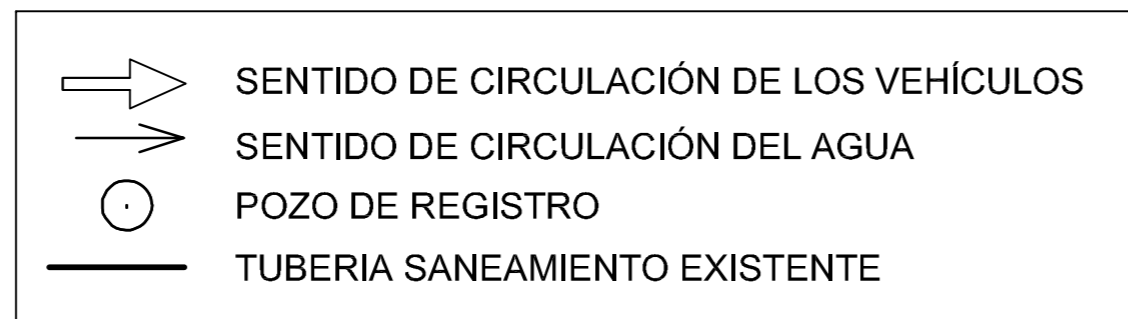 SENTIDO DE CIRCULACIÓN DE LOS VEHÍCULOS
SENTIDO DE CIRCULACIÓN DEL AGUA
POZO DE REGISTRO
TUBERIA SANEAMIENTO EXISTENTE